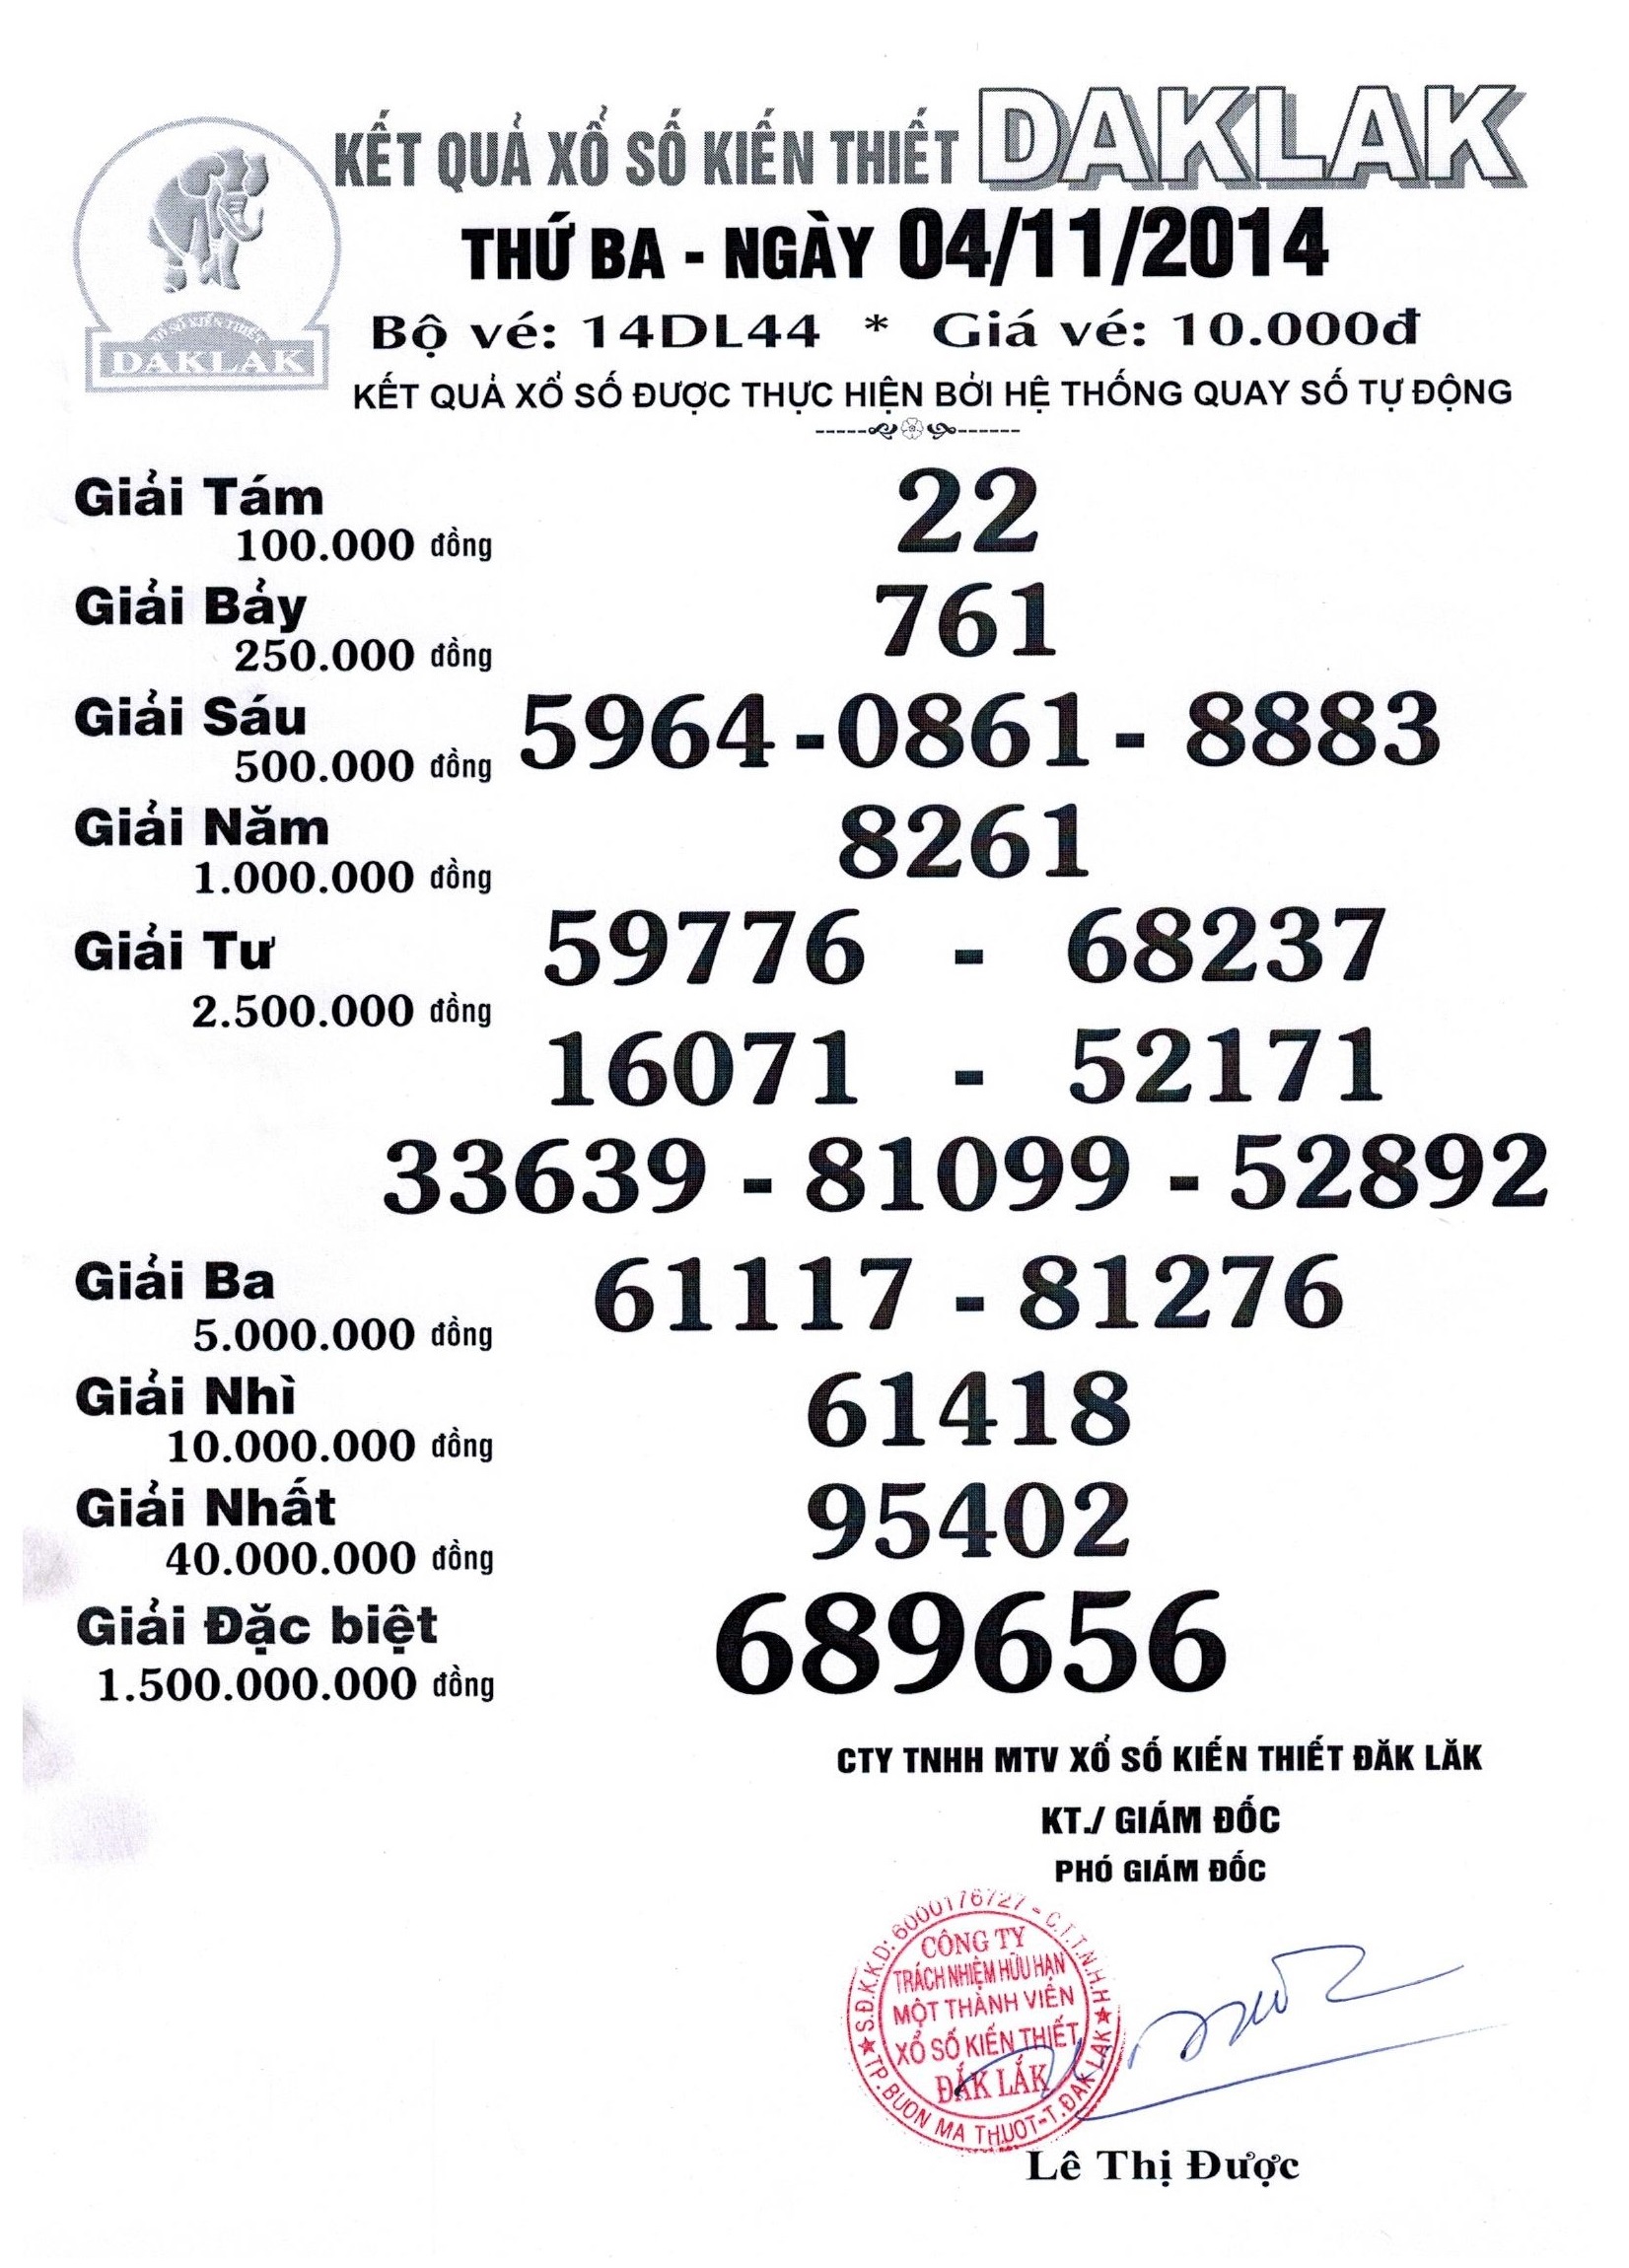 KẾT QUẢ XỔ SỐ KIẾN THIẾT DAKLAK
THỨ BA - NGÀY 04/11/2014
Bộ vé: 14DL44 * Giá vé: 10.000đ
XỔ SỐ KIẾN THIẾT
DAKLAK
KẾT QUẢ XỔ SỐ ĐƯỢC THỰC HIỆN BỞI HỆ THỐNG QUAY SỐ TỰ ĐỘNG
Giải Tám
100.000 đồng
22
Giải Bảy
250.000 đồng
761
Giải Sáu
500.000 đồng
5964 - 0861 - 8883
Giải Năm
1.000.000 đồng
8261
Giải Tư
2.500.000 đồng
59776 - 68237
16071 - 52171
33639 - 81099 - 52892
Giải Ba
5.000.000 đồng
61117 - 81276
Giải Nhì
10.000.000 đồng
61418
Giải Nhất
40.000.000 đồng
95402
Giải Đặc biệt
1.500.000.000 đồng
689656
CTY TNHH MTV XỔ SỐ KIẾN THIẾT ĐĂK LĂK
KT./ GIÁM ĐỐC
PHÓ GIÁM ĐỐC
S.Đ.K.K.D: 6000176727 - C.T.T.N.H.H
CÔNG TY
TRÁCH NHIỆM HỮU HẠN
MỘT THÀNH VIÊN
XỔ SỐ KIẾN THIẾT
ĐẮK LẮK
TP. BUÔN MA THUỘT-T. ĐẮK LẮK
Lê Thị Được